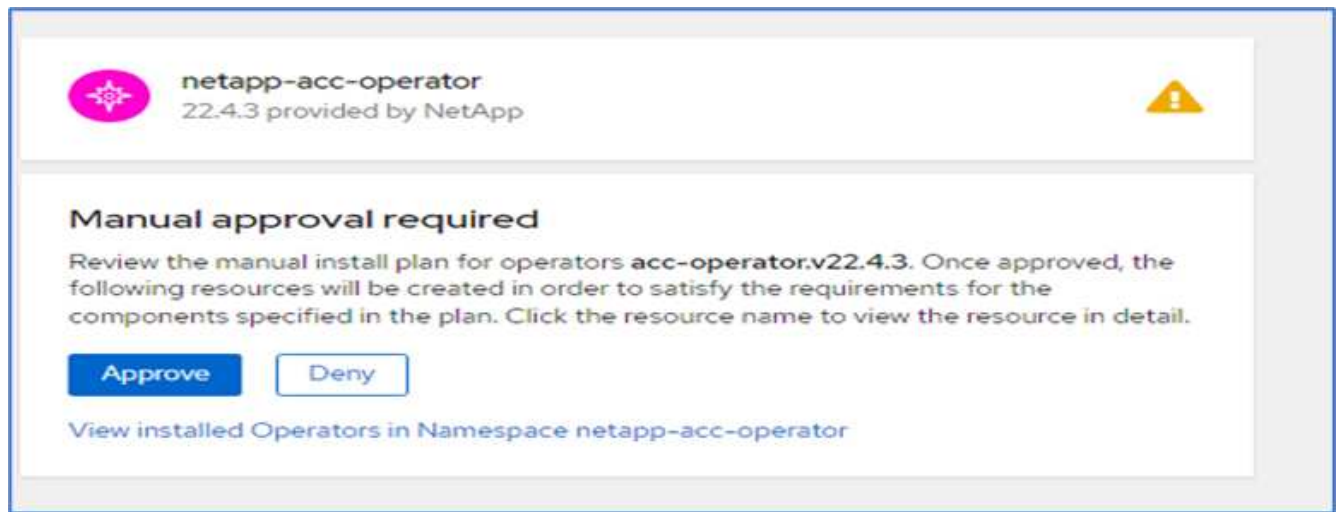 netapp-acc-operator
22.4.3 provided by NetApp
Manual approval required
Review the manual install plan for operators acc-operator.v22.4.3. Once approved, the
following resources will be created in order to satisfy the requirements for the
components specified in the plan. Click the resource name to view the resource in detail.
Approve
Deny
View installed Operators in Namespace netapp-acc-operator